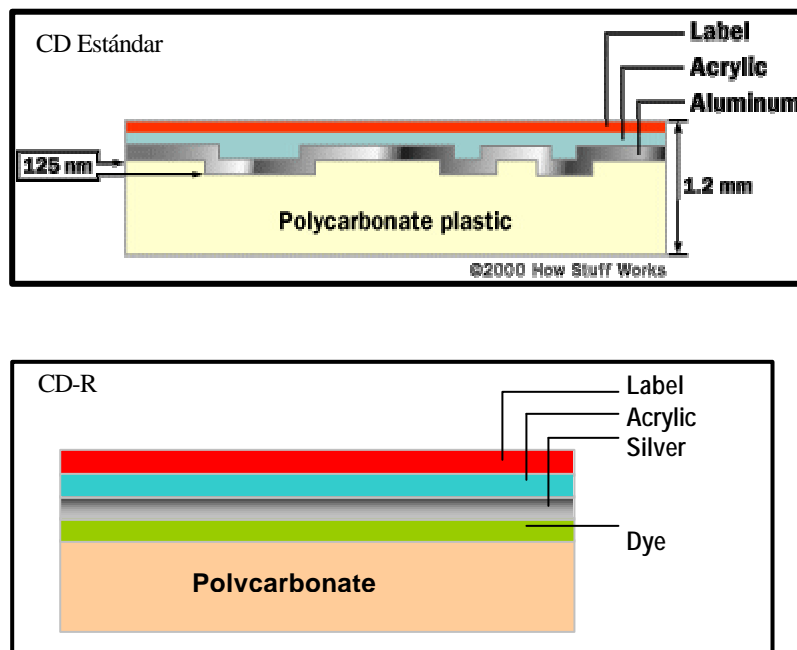 CD Estándar
Label
Acrylic
Aluminum
125 nm
1.2 mm
Polycarbonate plastic
©2000 How Stuff Works
CD-R
Label
Acrylic
Silver
Dye
Polycarbonate